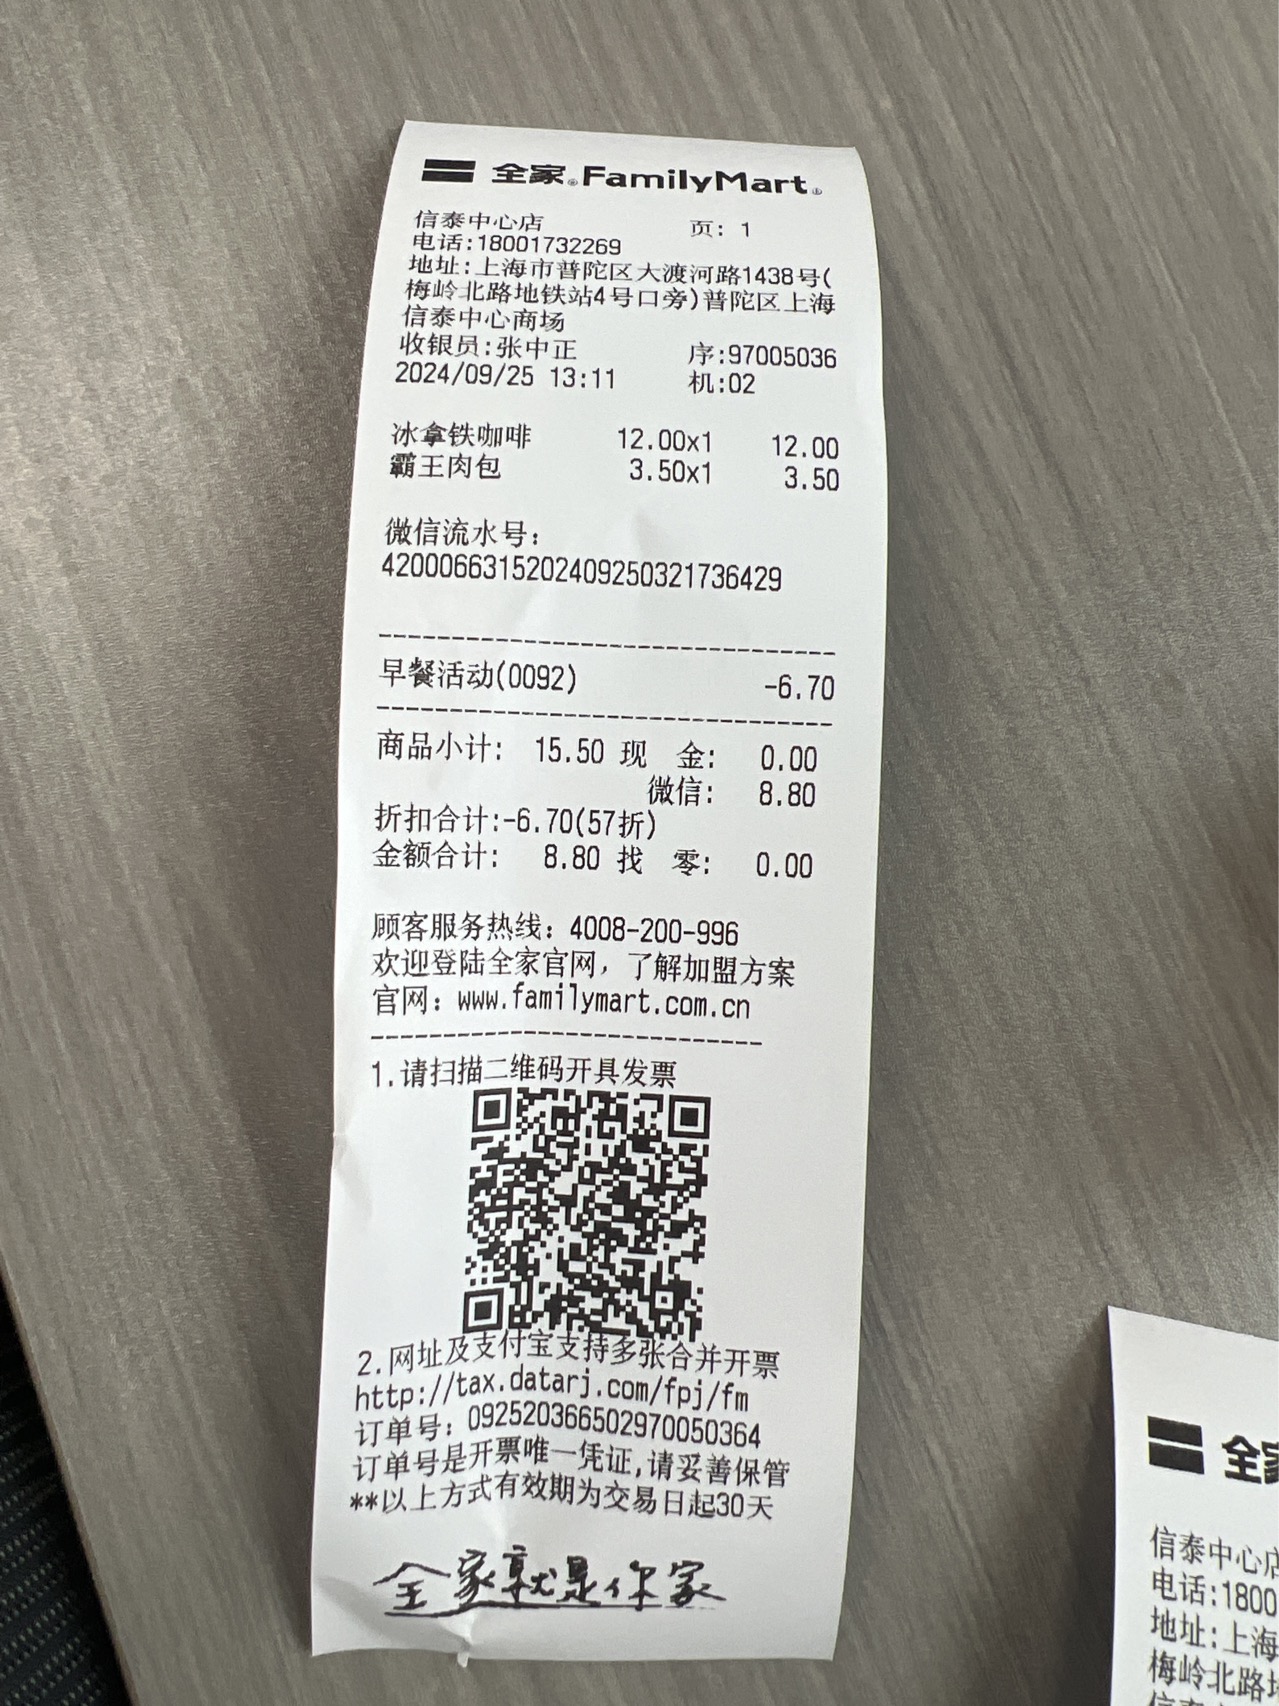 全家®FamilyMart
信泰中心店 页: 1
电话:18001732269
地址:上海市普陀区大渡河路1438号(
梅岭北路地铁站4号口旁)普陀区上海
信泰中心商场
收银员:张中正 序:97005036
2024/09/25 13:11 机:02
冰拿铁咖啡 12.00x1 12.00
霸王肉包 3.50x1 3.50
微信流水号:
4200066315202409250321736429
早餐活动(0092) -6.70
商品小计: 15.50 现 金: 0.00
微信: 8.80
折扣合计:-6.70(57折)
金额合计: 8.80 找 零: 0.00
顾客服务热线: 4008-200-996
欢迎登陆全家官网, 了解加盟方案
官网: www.familymart.com.cn
1.请扫描二维码开具发票
2.网址及支付宝支持多张合并开票
http://tax.datarj.com/fpj/fm
订单号: 092520366502970050364
订单号是开票唯一凭证,请妥善保管
**以上方式有效期为交易日起30天
全家就是你家
全家
信泰中心店
电话:1800
地址:上海
梅岭北路